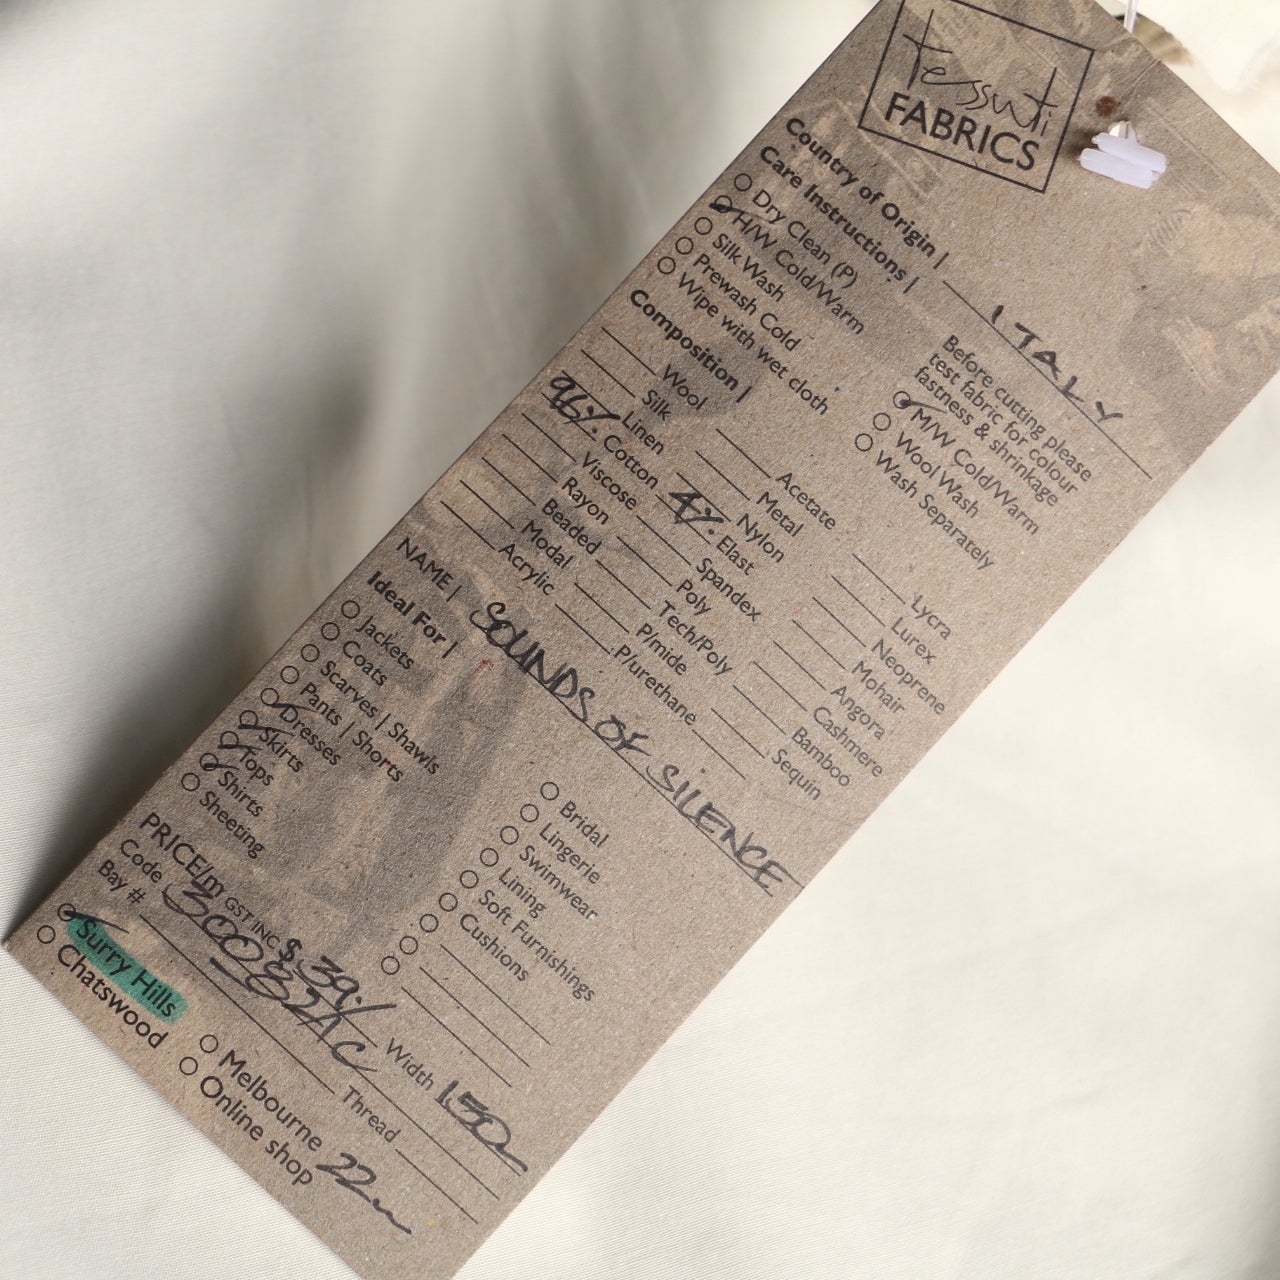 tessuti
FABRICS
Country of Origin | ITALY
Care Instructions |
Before cutting please
test fabric for colour
fastness & shrinkage
Dry Clean (P)
H/W Cold/Warm
Silk Wash
Prewash Cold
Wipe with wet cloth
M/W Cold/Warm
Wool Wash
Wash Separately
Composition |
Wool
Silk
Linen
96% Cotton
Viscose
Rayon
Beaded
Modal
Acrylic
Acetate
Metal
Nylon
4% Elast
Spandex
Poly
Tech/Poly
P/mide
P/urethane
Lycra
Lurex
Neoprene
Mohair
Angora
Cashmere
Bamboo
Sequin
NAME | SOUNDS OF SILENCE
Ideal For |
Jackets
Coats
Scarves | Shawls
Pants | Shorts
Dresses
Skirts
Tops
Shirts
Sheeting
Bridal
Lingerie
Swimwear
Lining
Soft Furnishings
Cushions
PRICE/m GST INC $ 39
Code 30082AC Width 150
Bay # Thread
Surry Hills
Chatswood
Melbourne
Online shop
22m